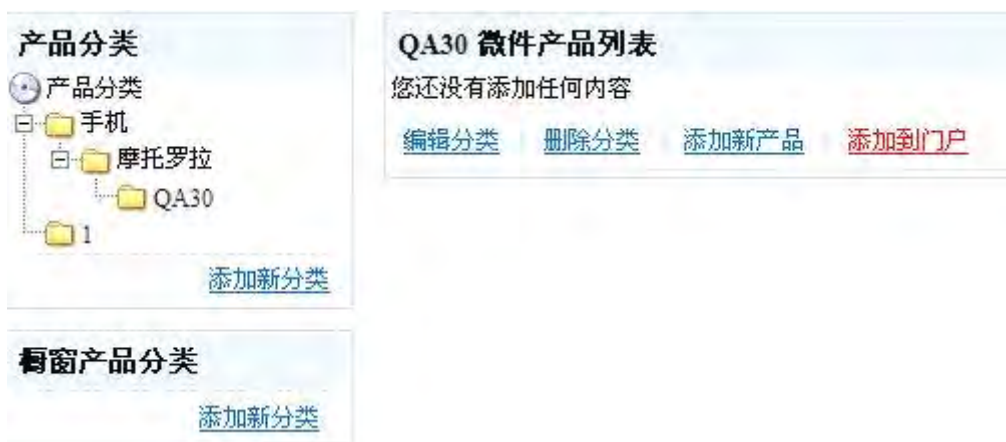 产品分类
产品分类
手机
摩托罗拉
QA30
1
添加新分类
橱窗产品分类
添加新分类
QA30 微件产品列表
您还没有添加任何内容
编辑分类 | 删除分类 | 添加新产品 | 添加到门户